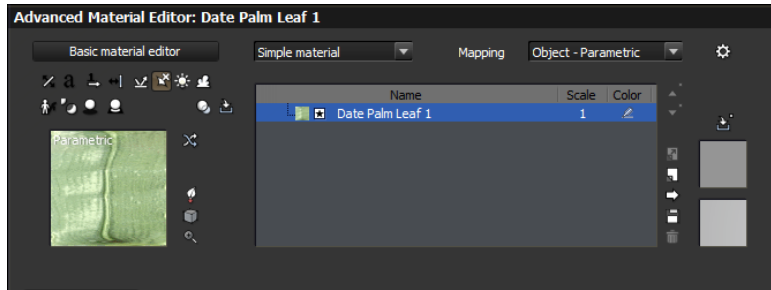 Advanced Material Editor: Date Palm Leaf 1
Basic material editor
Simple material
Mapping
Object - Parametric
Name Scale Color
Date Palm Leaf 1 1
Parametric